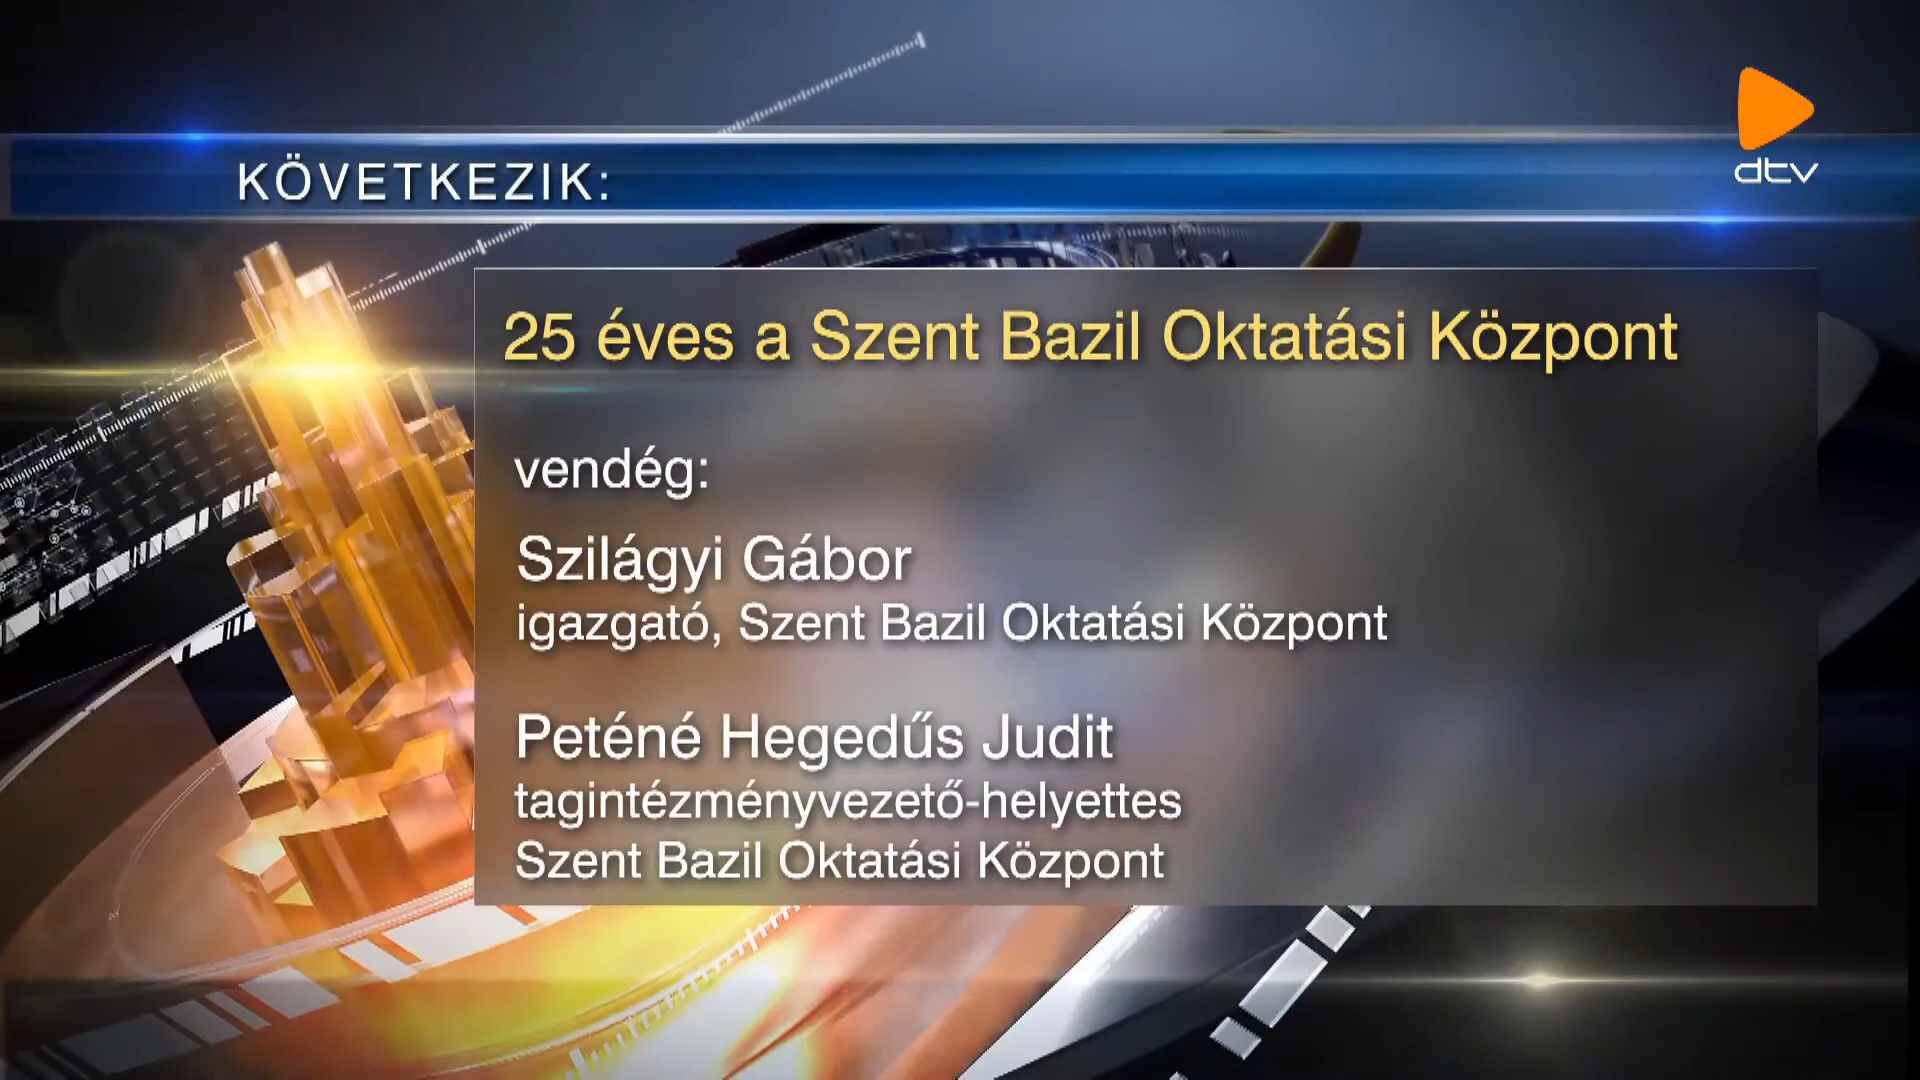 dtv
KÖVETKEZIK:
25 éves a Szent Bazil Oktatási Központ
vendég:
Szilágyi Gábor
igazgató, Szent Bazil Oktatási Központ
Peténé Hegedűs Judit
tagintézményvezető-helyettes
Szent Bazil Oktatási Központ